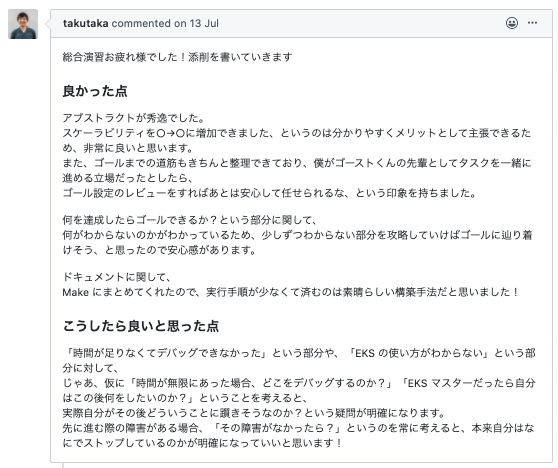 takutaka commented on 13 Jul
総合演習お疲れ様でした！添削を書いていきます
良かった点
アブストラクトが秀逸でした。
スケーラビリティを○→○に増加できました、というのは分かりやすくメリットとして主張できるた
め、非常に良いと思います。
また、ゴールまでの道筋もきちんと整理できており、僕がゴーストくんの先輩としてタスクを一緒に
進める立場だったとしたら、
ゴール設定のレビューをすればあとは安心して任せられるな、という印象を持ちました。
何を達成したらゴールできるか？という部分に関して、
何がわからないのかがわかっているため、少しずつわからない部分を攻略していけばゴールに辿り着
けそう、と思ったので安心感があります。
ドキュメントに関して、
Make にまとめてくれたので、実行手順が少なくて済むのは素晴らしい構築手法だと思いました！
こうしたら良いと思った点
「時間が足りなくてデバッグできなかった」という部分や、「EKS の使い方がわからない」という部
分に対して、
じゃあ、仮に「時間が無限にあった場合、どこをデバッグするのか？」「EKS マスターだったら自分
はこの後何をしたいのか？」ということを考えると、
実際自分がその後どういうことに躓きそうなのか？という疑問が明確になります。
先に進む際の障害がある場合、「その障害がなかったら？」というのを常に考えると、本来自分はな
にでストップしているのかが明確になっていいと思います！